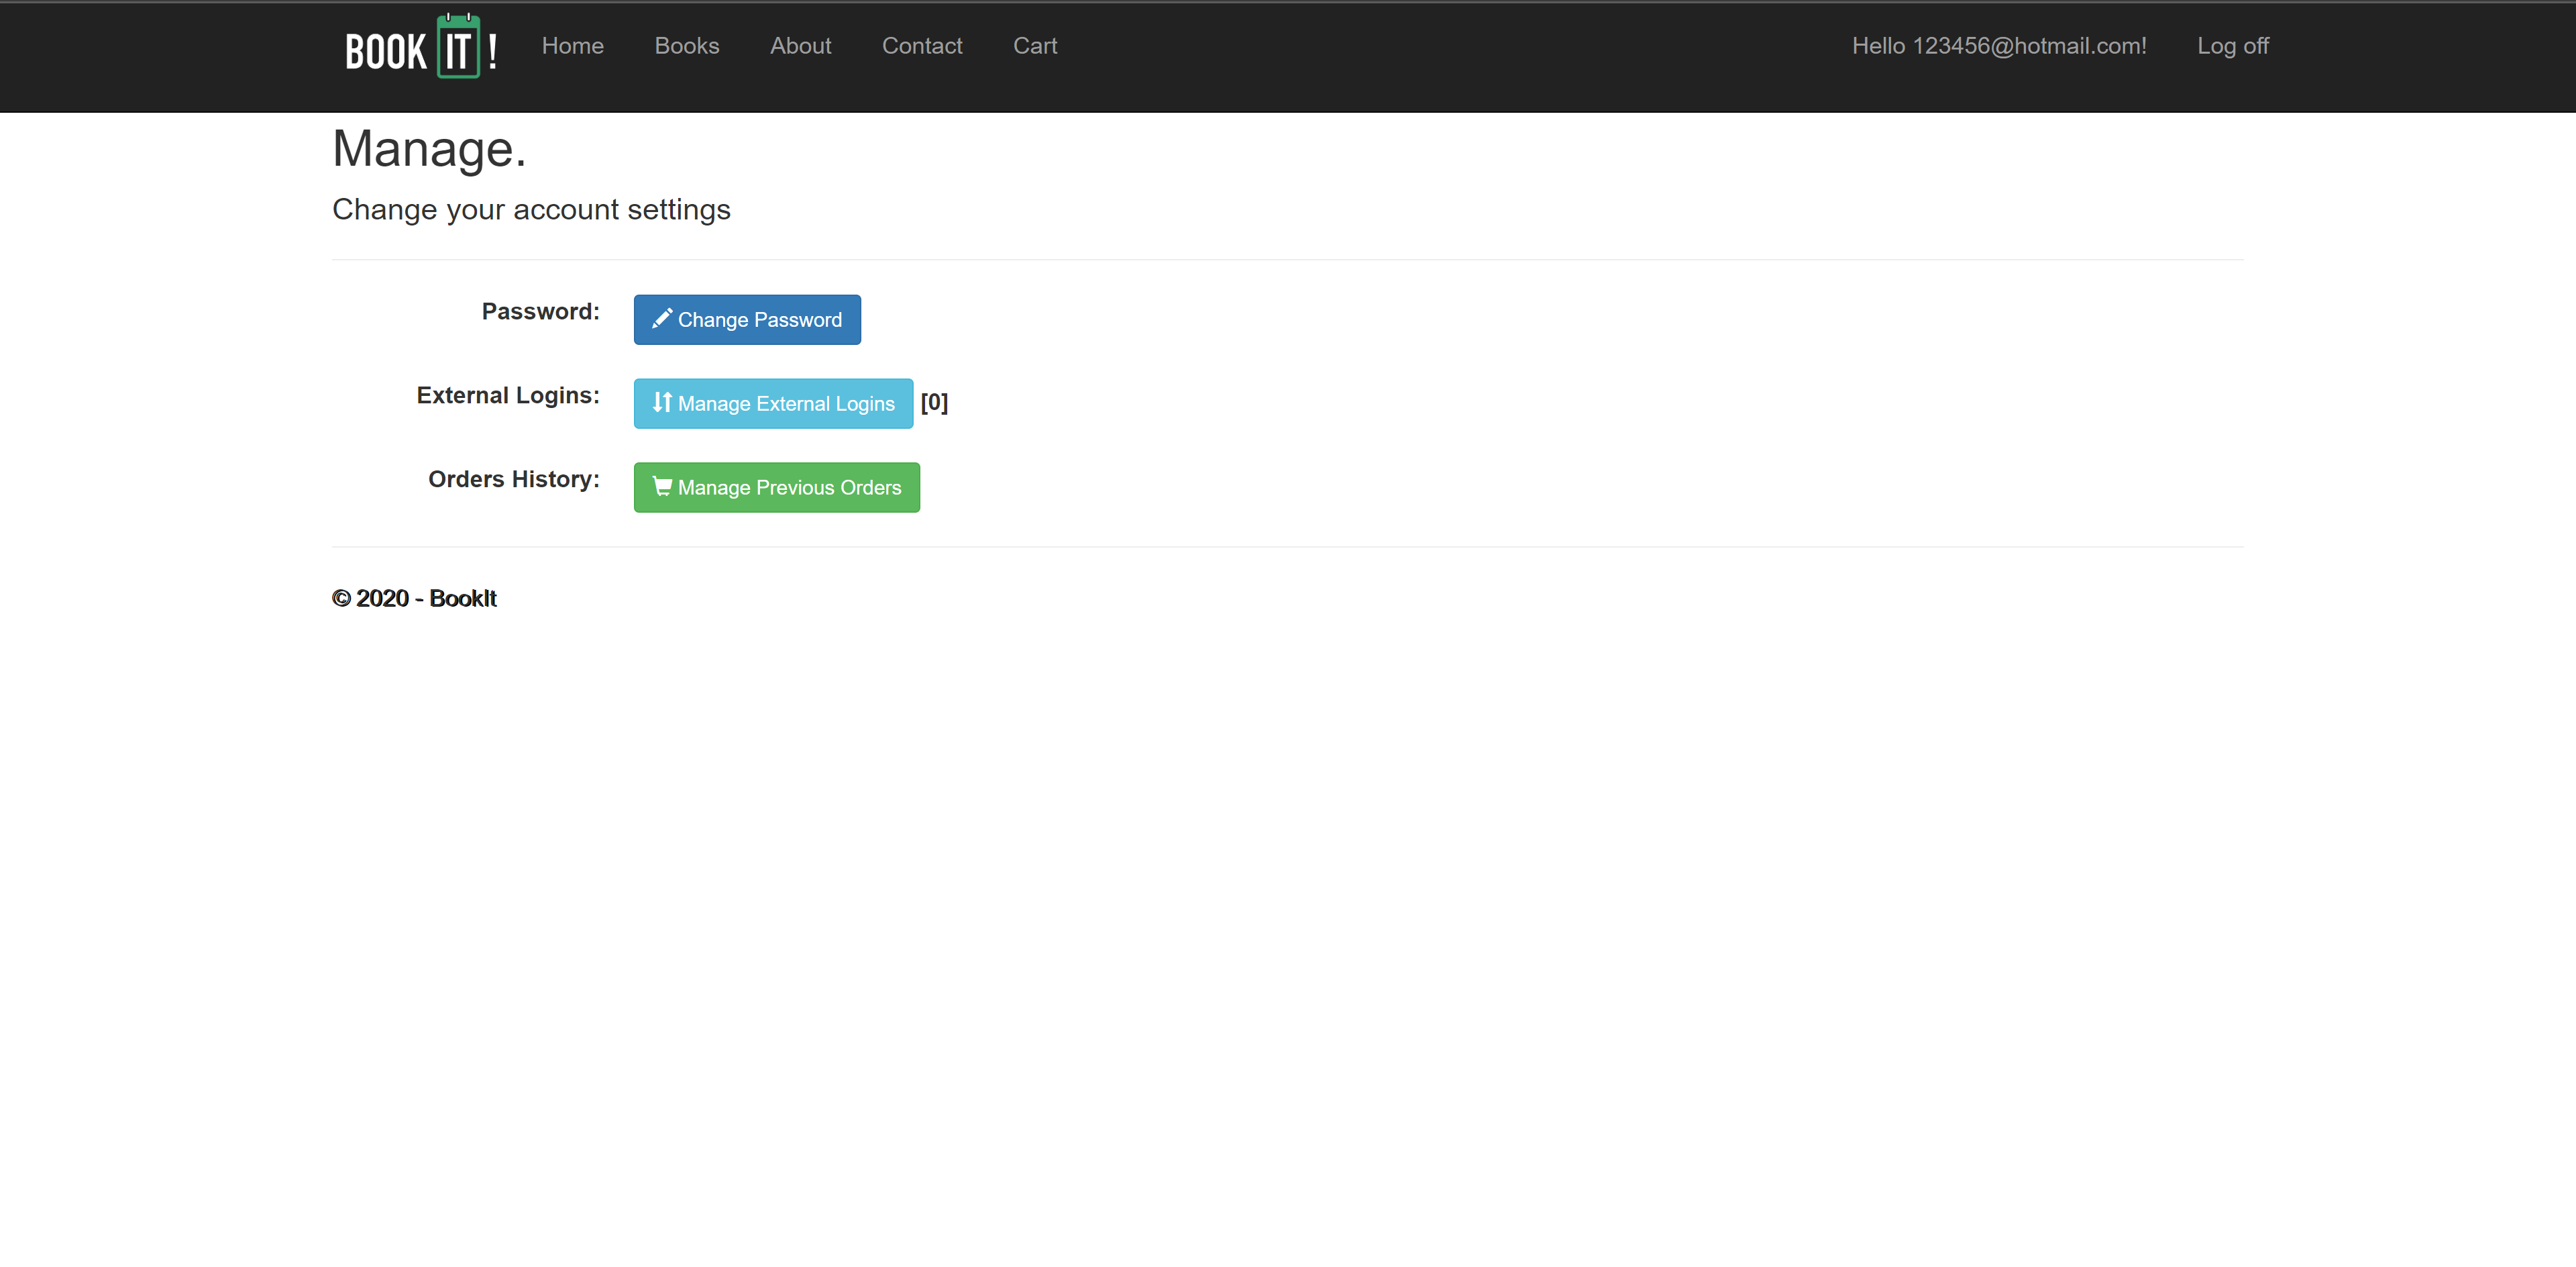 BOOK IT! Home Books About Contact Cart Hello 123456@hotmail.com! Log off
Manage.
Change your account settings
Password: Change Password
External Logins: Manage External Logins [0]
Orders History: Manage Previous Orders
© 2020 - BookIt